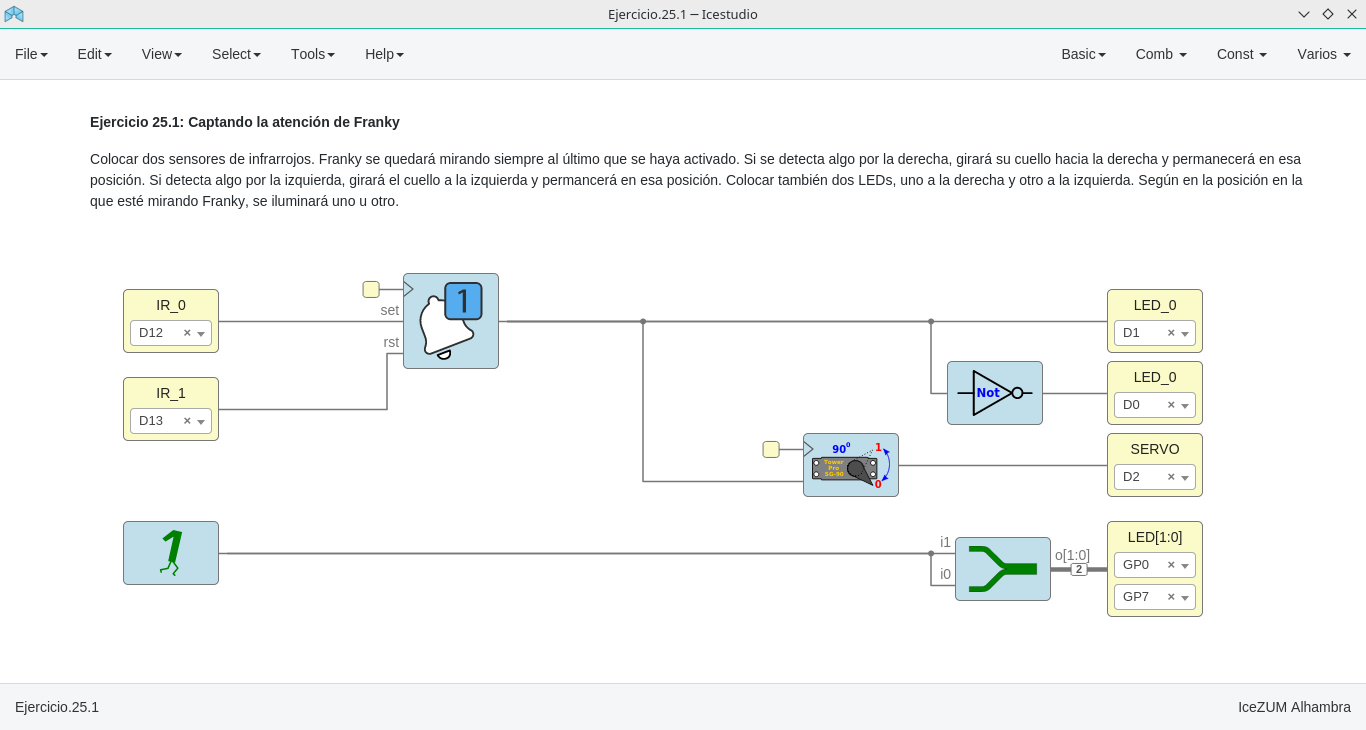 Ejercicio.25.1 – Icestudio
File Edit View Select Tools Help Basic Comb Const Varios
Ejercicio 25.1: Captando la atención de Franky
Colocar dos sensores de infrarrojos. Franky se quedará mirando siempre al último que se haya activado. Si se detecta algo por la derecha, girará su cuello hacia la derecha y permanecerá en esa
posición. Si detecta algo por la izquierda, girará el cuello a la izquierda y permancerá en esa posición. Colocar también dos LEDs, uno a la derecha y otro a la izquierda. Según en la posición en la
que esté mirando Franky, se iluminará uno u otro.
IR_0
D12
set
rst
1
IR_1
D13
LED_0
D1
Not
LED_0
D0
90⁰
1
0
Tower
Pro
SG-90
SERVO
D2
1
i1
i0
o[1:0]
2
LED[1:0]
GP0
GP7
Ejercicio.25.1
IceZUM Alhambra